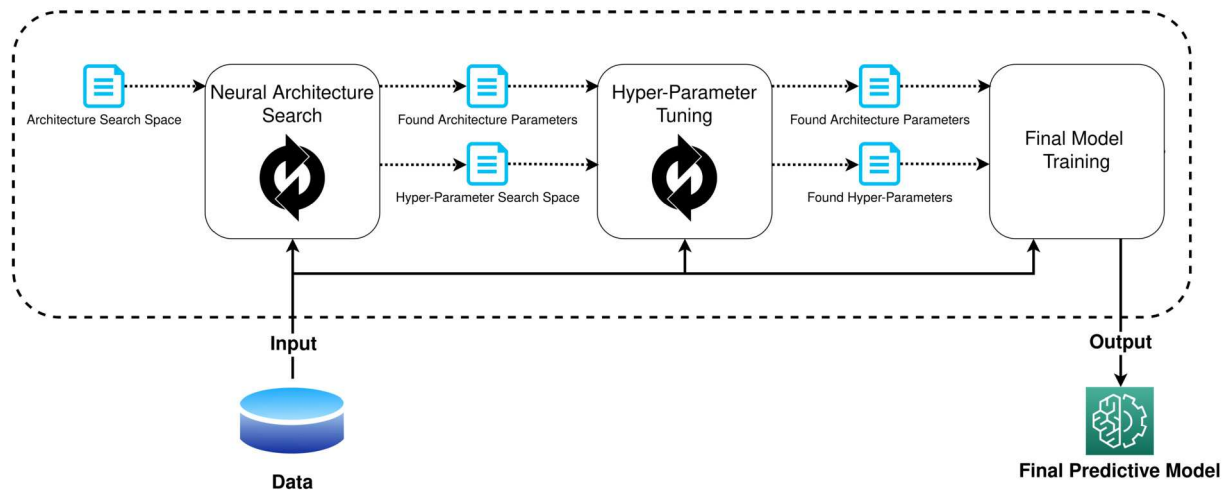 Neural Architecture
Search
Architecture Search Space
Found Architecture Parameters
Hyper-Parameter Search Space
Hyper-Parameter
Tuning
Found Architecture Parameters
Found Hyper-Parameters
Final Model
Training
Input
Output
Data
Final Predictive Model